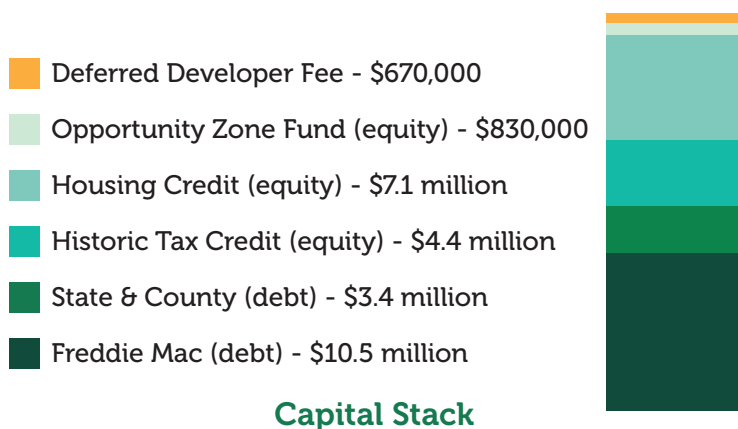 Deferred Developer Fee - $670,000
Opportunity Zone Fund (equity) - $830,000
Housing Credit (equity) - $7.1 million
Historic Tax Credit (equity) - $4.4 million
State & County (debt) - $3.4 million
Freddie Mac (debt) - $10.5 million
Capital Stack